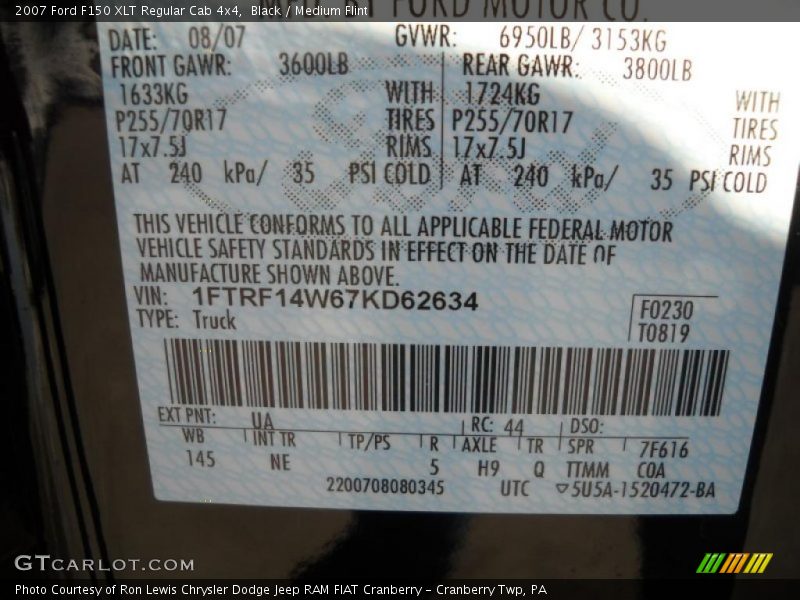 2007 Ford F150 XLT Regular Cab 4x4, Black / Medium Flint
FORD MOTOR CO.
DATE: 08/07 GVWR: 6950LB/ 3153KG
FRONT GAWR: 3600LB REAR GAWR: 3800LB
1633KG WITH 1724KG WITH
P255/70R17 TIRES P255/70R17 TIRES
17x7.5J RIMS 17x7.5J RIMS
AT 240 kPa/ 35 PSI COLD AT 240 kPa/ 35 PSI COLD
THIS VEHICLE CONFORMS TO ALL APPLICABLE FEDERAL MOTOR
VEHICLE SAFETY STANDARDS IN EFFECT ON THE DATE OF
MANUFACTURE SHOWN ABOVE.
VIN: 1FTRF14W67KD62634
TYPE: Truck
F0230
T0819
EXT PNT: UA RC: 44 DSO:
WB INT TR TP/PS R AXLE TR SPR 7F616
145 NE 5 H9 Q TTMM COA
2200708080345 UTC ▽5U5A-1520472-BA
GTCARLOT.COM
Photo Courtesy of Ron Lewis Chrysler Dodge Jeep RAM FIAT Cranberry - Cranberry Twp, PA